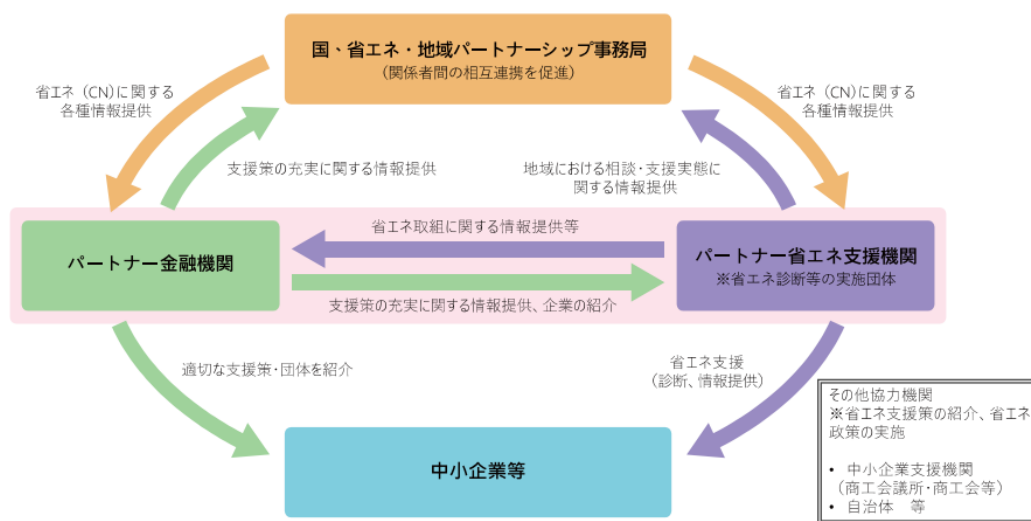 国、省エネ・地域パートナーシップ事務局
(関係者間の相互連携を促進)
省エネ (CN)に関する
各種情報提供
省エネ (CN)に関する
各種情報提供
支援策の充実に関する情報提供
地域における相談・支援実態に
関する情報提供
省エネ取組に関する情報提供等
パートナー金融機関
パートナー省エネ支援機関
※省エネ診断等の実施団体
支援策の充実に関する情報提供、企業の紹介
適切な支援策・団体を紹介
省エネ支援
(診断、情報提供)
中小企業等
その他協力機関
※省エネ支援策の紹介、省エネ
政策の実施
• 中小企業支援機関
(商工会議所・商工会等)
• 自治体 等